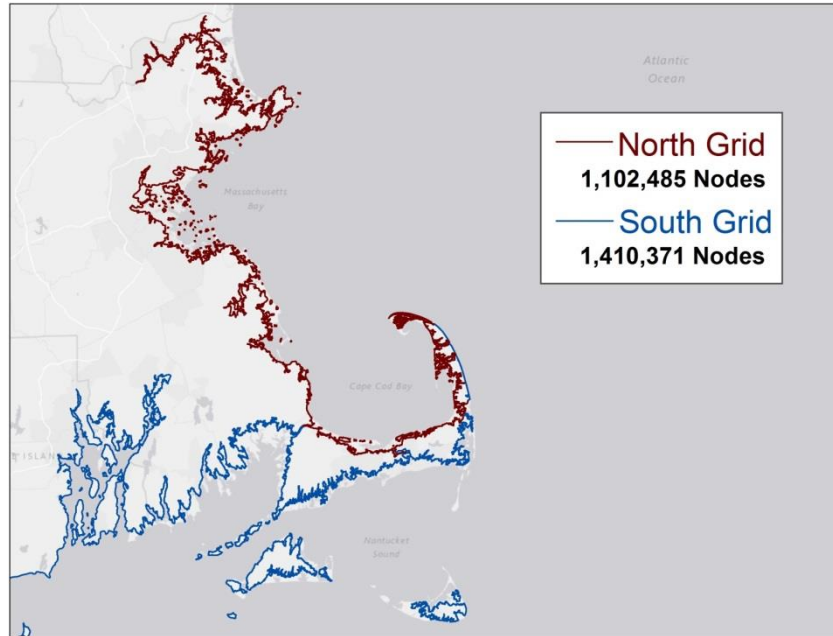 Atlantic
Ocean
North Grid
1,102,485 Nodes
South Grid
1,410,371 Nodes
Massachusetts
Bay
Cape Cod Bay
ISLAN
Nantucket
Sound